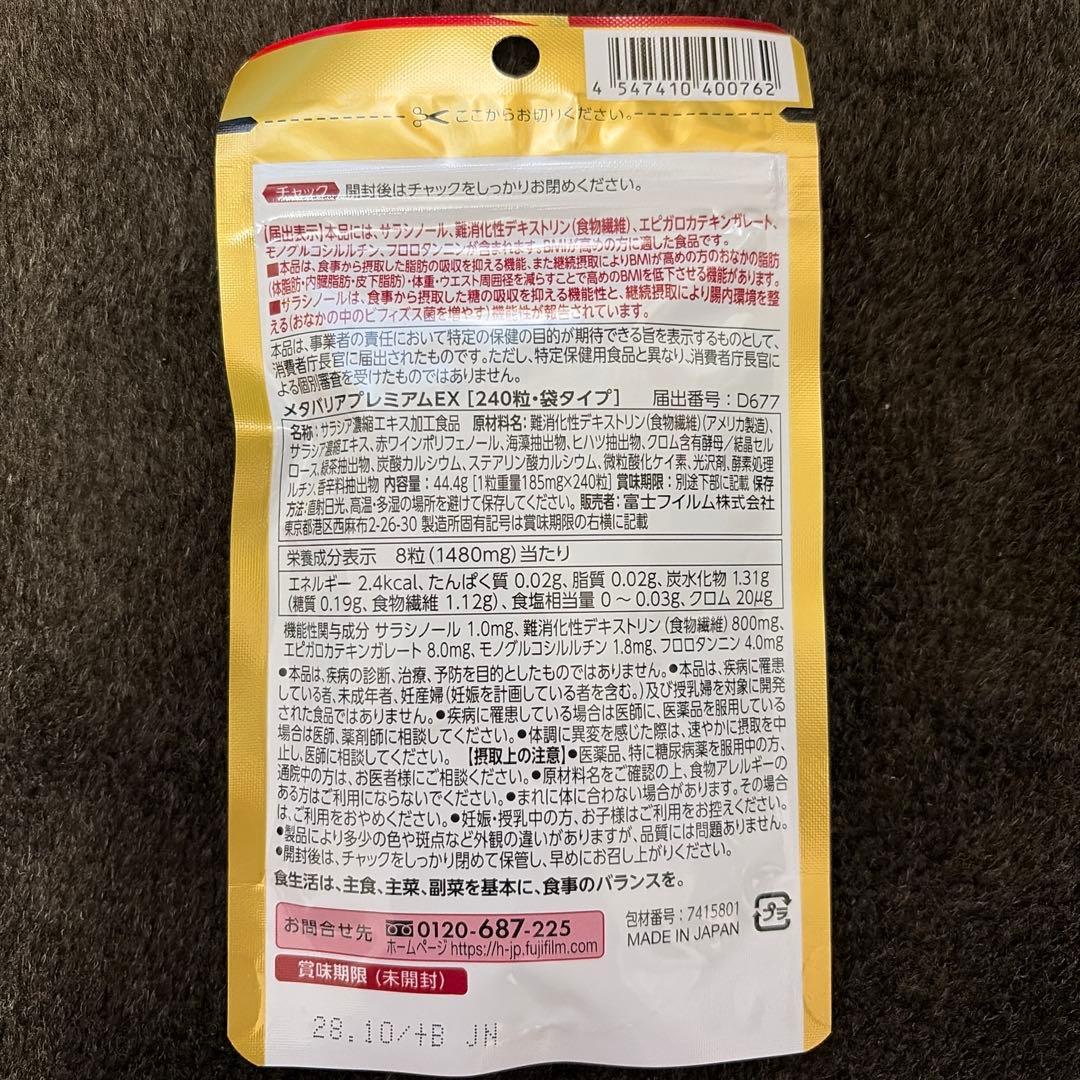 4 547410 400762
ここからお切りください。
チャック 開封後はチャックをしっかりお閉めください。
【届出表示】本品には、サラシノール、難消化性デキストリン(食物繊維)、エピガロカテキンガレート、
モノグルコシルルチン、フロロタンニンが含まれます。BMIが高めの方に適した食品です。
■本品は、食事から摂取した脂肪の吸収を抑える機能、また継続摂取によりBMIが高めの方のおなかの脂肪
(体脂肪・内臓脂肪・皮下脂肪)・体重・ウエスト周囲径を減らすことで高めのBMIを低下させる機能があります。
■サラシノールは、食事から摂取した糖の吸収を抑える機能性と、継続摂取により腸内環境を整
える(おなかの中のビフィズス菌を増やす)機能性が報告されています。
本品は、事業者の責任において特定の保健の目的が期待できる旨を表示するものとして、
消費者庁長官に届出されたものです。ただし、特定保健用食品と異なり、消費者庁長官に
よる個別審査を受けたものではありません。
メタバリアプレミアムEX [240粒・袋タイプ] 届出番号:D677
名称:サラシア濃縮エキス加工食品 原材料名:難消化性デキストリン(食物繊維)(アメリカ製造)、
サラシア濃縮エキス、赤ワインポリフェノール、海藻抽出物、ヒハツ抽出物、クロム含有酵母/結晶セル
ロース、緑茶抽出物、炭酸カルシウム、ステアリン酸カルシウム、微粒酸化ケイ素、光沢剤、酵素処理
ルチン、香辛料抽出物 内容量:44.4g [1粒重量185mg×240粒] 賞味期限:別途下部に記載 保存
方法:直射日光、高温・多湿の場所を避けて保存してください。 販売者:富士フイルム株式会社
東京都港区西麻布2-26-30 製造所固有記号は賞味期限の右横に記載
栄養成分表示 8粒(1480mg)当たり
エネルギー 2.4kcal、たんぱく質 0.02g、脂質 0.02g、炭水化物 1.31g
(糖質 0.19g、食物繊維 1.12g)、食塩相当量 0～0.03g、クロム 20μg
機能性関与成分 サラシノール 1.0mg、難消化性デキストリン(食物繊維) 800mg、
エピガロカテキンガレート 8.0mg、モノグルコシルルチン 1.8mg、フロロタンニン 4.0mg
●本品は、疾病の診断、治療、予防を目的としたものではありません。●本品は、疾病に罹患
している者、未成年者、妊産婦(妊娠を計画している者を含む。)及び授乳婦を対象に開発
された食品ではありません。●疾病に罹患している場合は医師に、医薬品を服用している
場合は医師、薬剤師に相談してください。●体調に異変を感じた際は、速やかに摂取を中
止し、医師に相談してください。【摂取上の注意】●医薬品、特に糖尿病薬を服用中の方、
通院中の方は、お医者様にご相談ください。●原材料名をご確認の上、食物アレルギーの
ある方はご利用にならないでください。●まれに体に合わない場合があります。その場合
は、ご利用をおやめください。●妊娠・授乳中の方、お子様はご利用をお控えください。
●製品により多少の色や斑点など外観の違いがありますが、品質には問題ありません。
●開封後は、チャックをしっかり閉めて保管し、早めにお召し上がりください。
食生活は、主食、主菜、副菜を基本に、食事のバランスを。
お問合せ先 0120-687-225
ホームページ https://h-jp.fujifilm.com
包材番号:7415801
MADE IN JAPAN
プラ
賞味期限(未開封)
28.10/+B JN